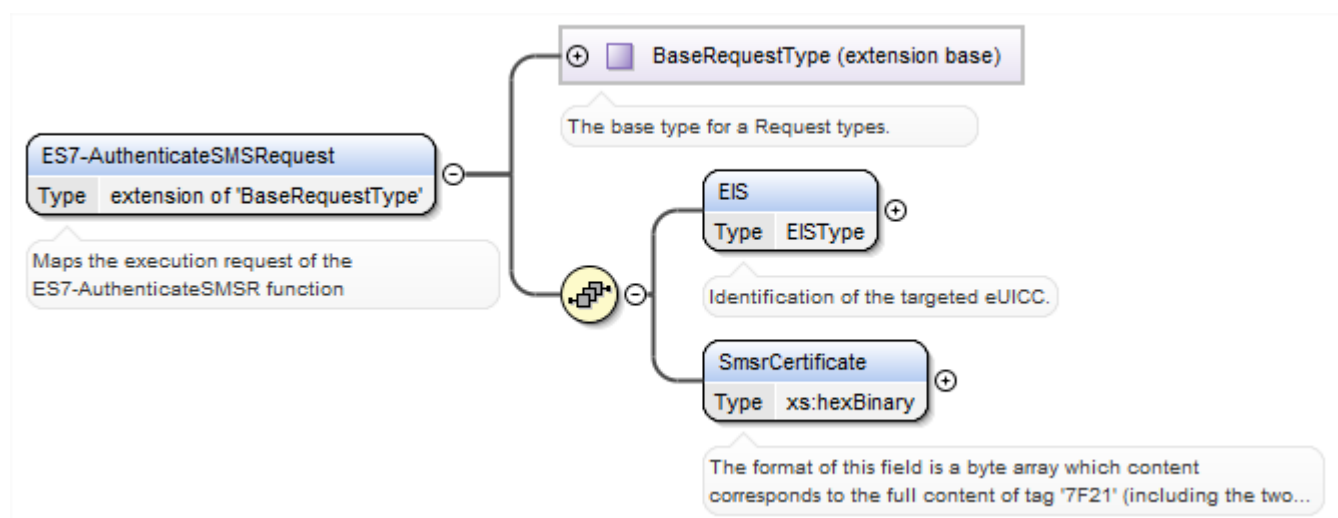 BaseRequestType (extension base)
The base type for a Request types.
ES7-AuthenticateSMSRequest
Type extension of 'BaseRequestType'
Maps the execution request of the
ES7-AuthenticateSMSR function
EIS
Type EISType
Identification of the targeted eUICC.
SmsrCertificate
Type xs:hexBinary
The format of this field is a byte array which content
corresponds to the full content of tag '7F21' (including the two...